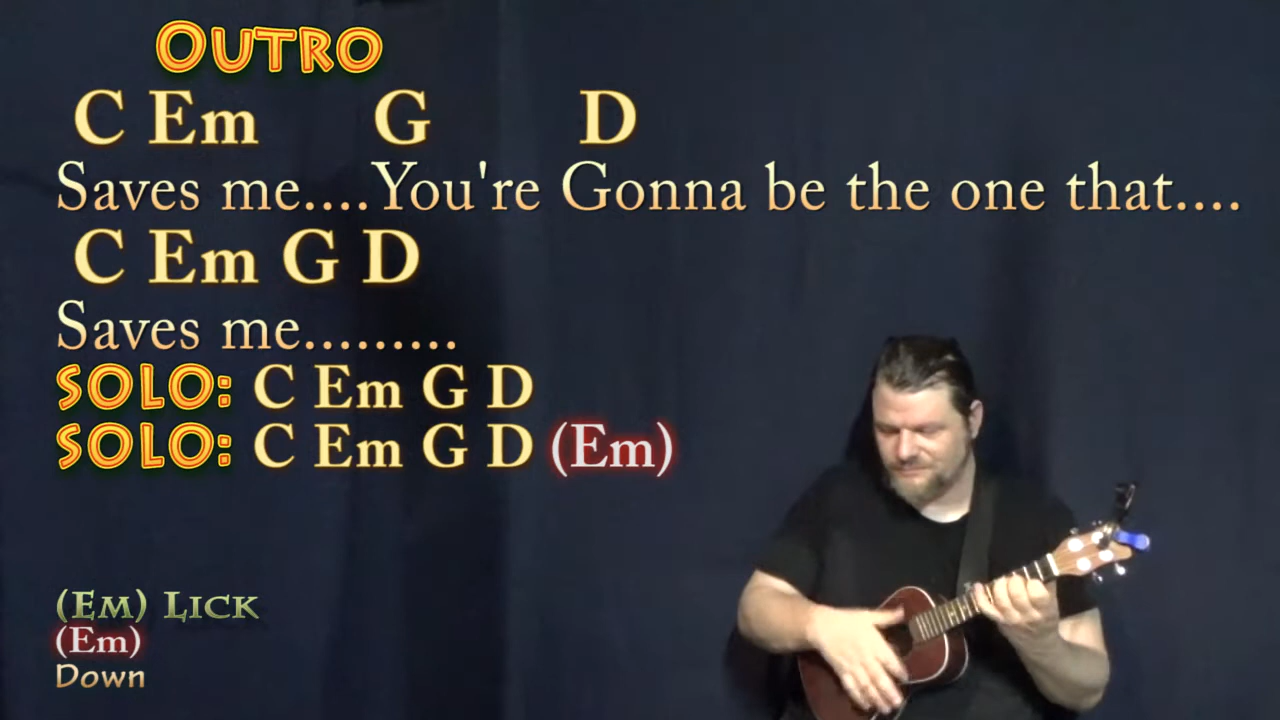 OUTRO
C Em G D
Saves me....You're Gonna be the one that....
C Em G D
Saves me.........
SOLO: C Em G D
SOLO: C Em G D (Em)
(EM) LICK
(Em)
Down